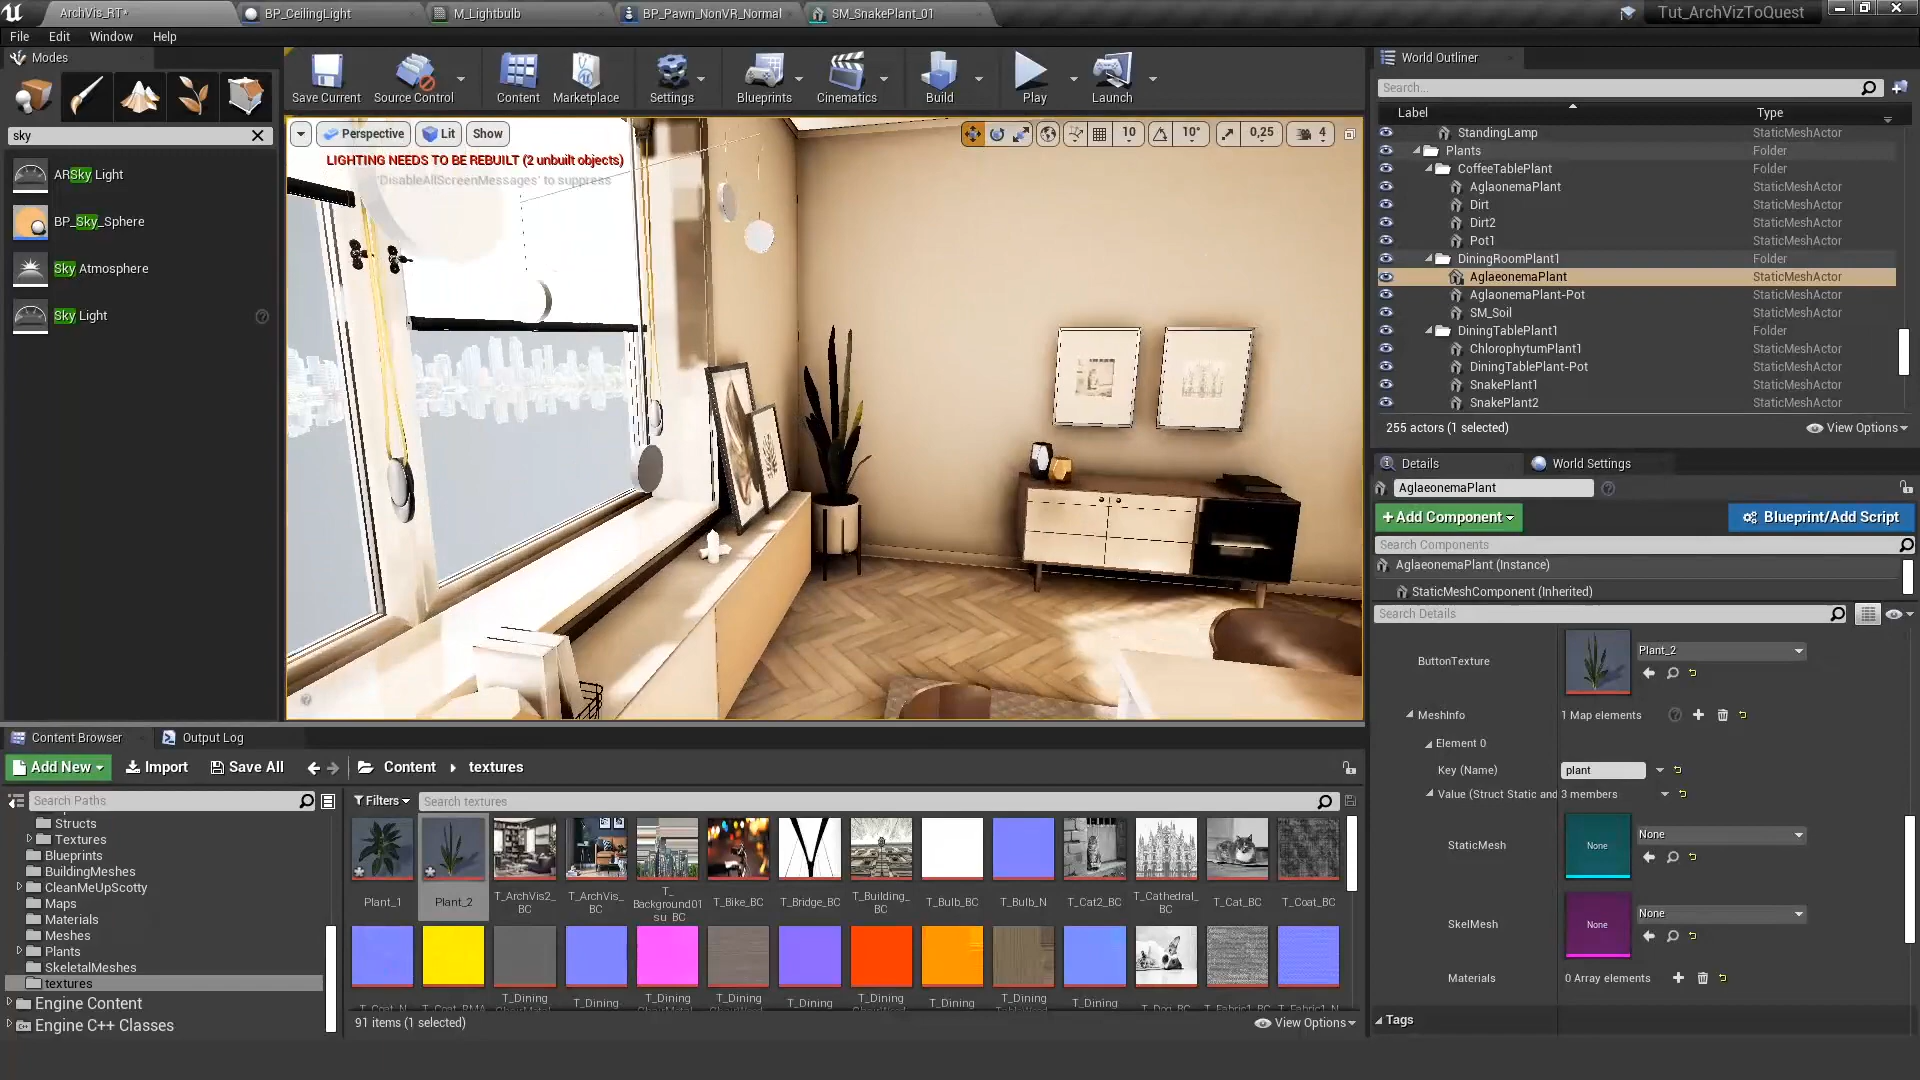 ArchVis_RT*
BP_CeilingLight
M_Lightbulb
BP_Pawn_NonVR_Normal
SM_SnakePlant_01
Tut_ArchVizToQuest
File Edit Window Help
Modes
sky
ARSky Light
BP_Sky_Sphere
Sky Atmosphere
Sky Light
Save Current
Source Control
Content
Marketplace
Settings
Blueprints
Cinematics
Build
Play
Launch
Perspective
Lit
Show
10
10°
0,25
4
LIGHTING NEEDS TO BE REBUILT (2 unbuilt objects)
'DisableAllScreenMessages' to suppress
World Outliner
Search...
Label Type
StandingLamp StaticMeshActor
Plants Folder
CoffeeTablePlant Folder
AglaonemaPlant StaticMeshActor
Dirt StaticMeshActor
Dirt2 StaticMeshActor
Pot1 StaticMeshActor
DiningRoomPlant1 Folder
AglaeonemaPlant StaticMeshActor
AglaonemaPlant-Pot StaticMeshActor
SM_Soil StaticMeshActor
DiningTablePlant1 Folder
ChlorophytumPlant1 StaticMeshActor
DiningTablePlant-Pot StaticMeshActor
SnakePlant1 StaticMeshActor
SnakePlant2 StaticMeshActor
255 actors (1 selected)
View Options
Details
World Settings
AglaeonemaPlant
+Add Component
Blueprint/Add Script
Search Components
AglaeonemaPlant (Instance)
StaticMeshComponent (Inherited)
Search Details
ButtonTexture
Plant_2
MeshInfo 1 Map elements
Element 0
Key (Name) plant
Value (Struct Static and 3 members
StaticMesh None None
SkelMesh None None
Materials 0 Array elements
Tags
Content Browser
Output Log
Add New
Import
Save All
Content
textures
Search Paths
Structs
Textures
Blueprints
BuildingMeshes
CleanMeUpScotty
Maps
Materials
Meshes
Plants
SkeletalMeshes
textures
Engine Content
Engine C++ Classes
Filters
Search textures
Plant_1
Plant_2
T_ArchVis2_BC
T_ArchVis_BC
T_Background01su_BC
T_Bike_BC
T_Bridge_BC
T_Building_BC
T_Bulb_BC
T_Bulb_N
T_Cat2_BC
T_Cathedral_BC
T_Cat_BC
T_Coat_BC
T_Coat_N
T_Coat_RMA
T_Dining
T_Dining
T_Dining
T_Dining
T_Dining
T_Dining
T_Dining
T_Dining
T_Dining
T_Dog_BC
T_Fabric1_BC
T_Fabric1_N
91 items (1 selected)
View Options